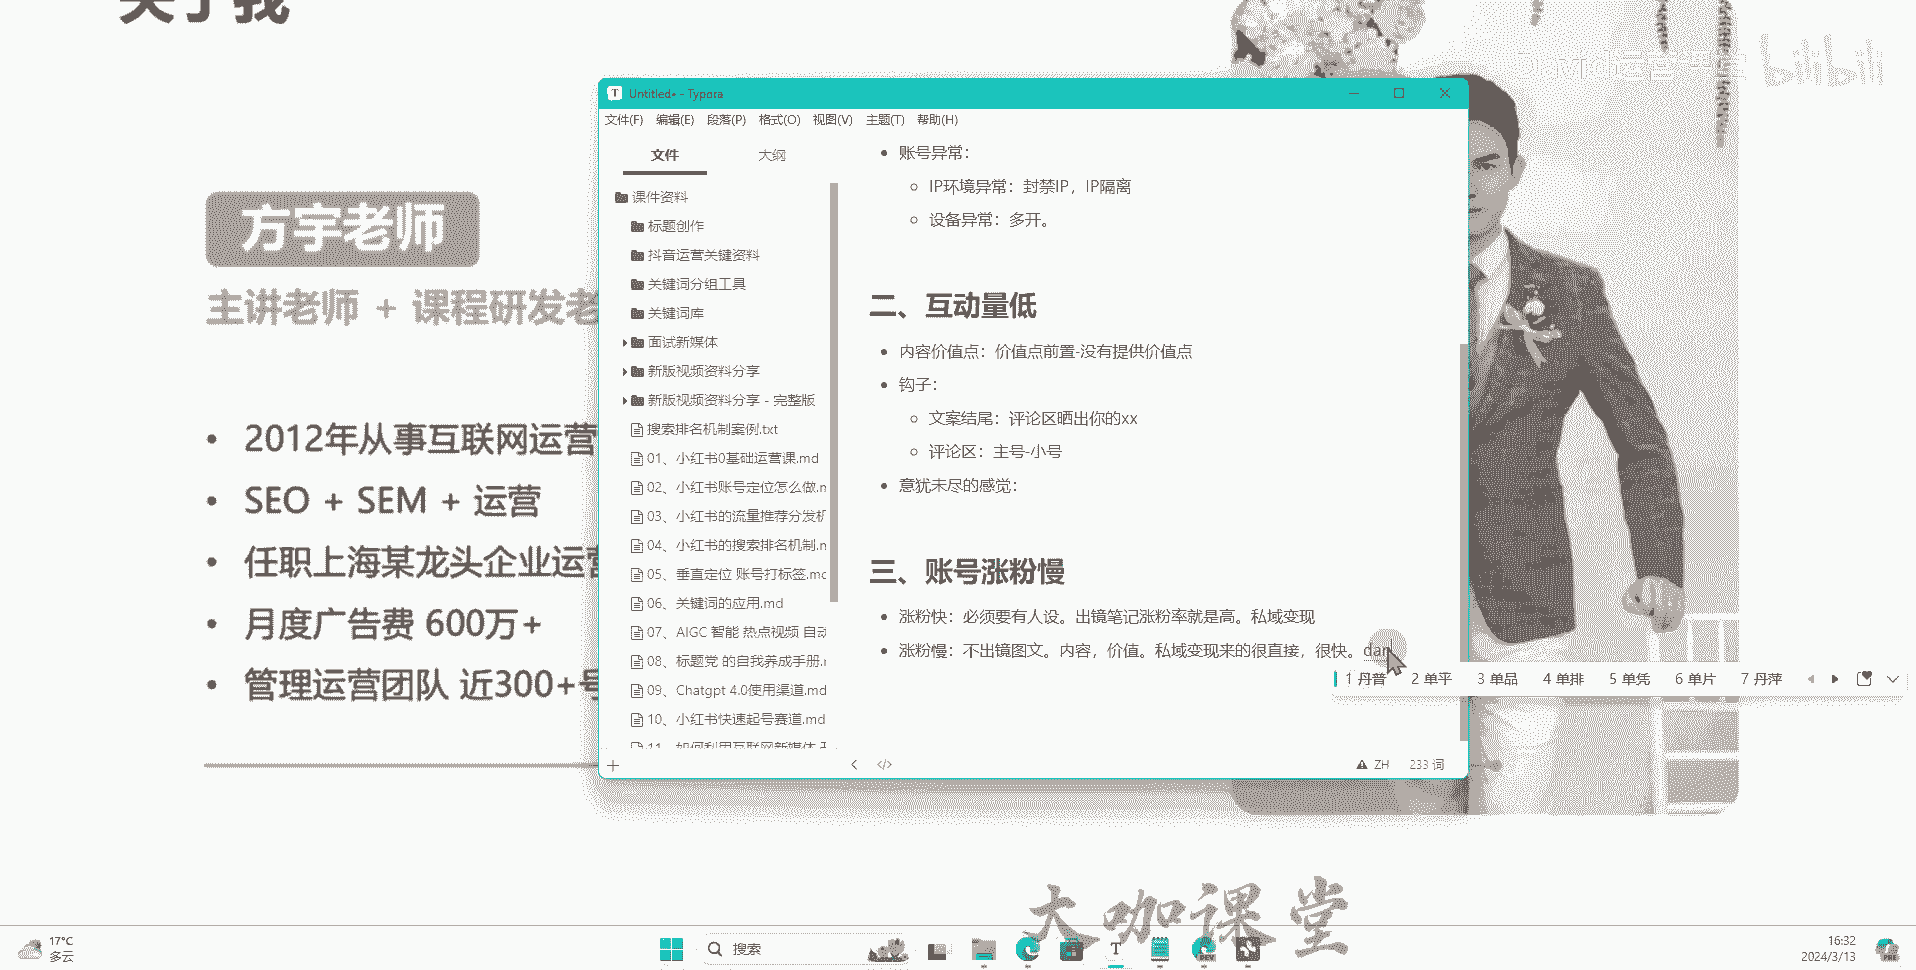 关于我
bilibili
方宇老师
主讲老师 + 课程研发老
2012年从事互联网运营
SEO + SEM + 运营
任职上海某龙头企业运营
月度广告费 600万+
管理运营团队 近300+号
Untitled• - Typora
文件(F) 编辑(E) 段落(P) 格式(O) 视图(V) 主题(T) 帮助(H)
文件 大纲
课件资料
标题创作
抖音运营关键资料
关键词分组工具
关键词库
面试新媒体
新版视频资料分享
新版视频资料分享 - 完整版
搜索排名机制案例.txt
01、小红书0基础运营课.md
02、小红书账号定位怎么做.m
03、小红书的流量推荐分发机
04、小红书的搜索排名机制.m
05、垂直定位 账号打标签.md
06、关键词的应用.md
07、AIGC 智能 热点视频 自动
08、标题党 的自我养成手册.m
09、Chatgpt 4.0使用渠道.md
10、小红书快速起号赛道.md
11、如何利用互联网新媒体
账号异常：
IP环境异常：封禁IP，IP隔离
设备异常：多开。
二、互动量低
内容价值点：价值点前置-没有提供价值点
钩子：
文案结尾：评论区晒出你的xx
评论区：主号-小号
意犹未尽的感觉：
三、账号涨粉慢
涨粉快：必须要有人设。出镜笔记涨粉率就是高。私域变现
涨粉慢：不出镜图文。内容，价值。私域变现来的很直接，很快。dan
1 丹普 2 单平 3 单品 4 单排 5 单凭 6 单片 7 丹萍
</> ZH 233 词
大咖课堂
17°C
多云
搜索
16:32
2024/3/13